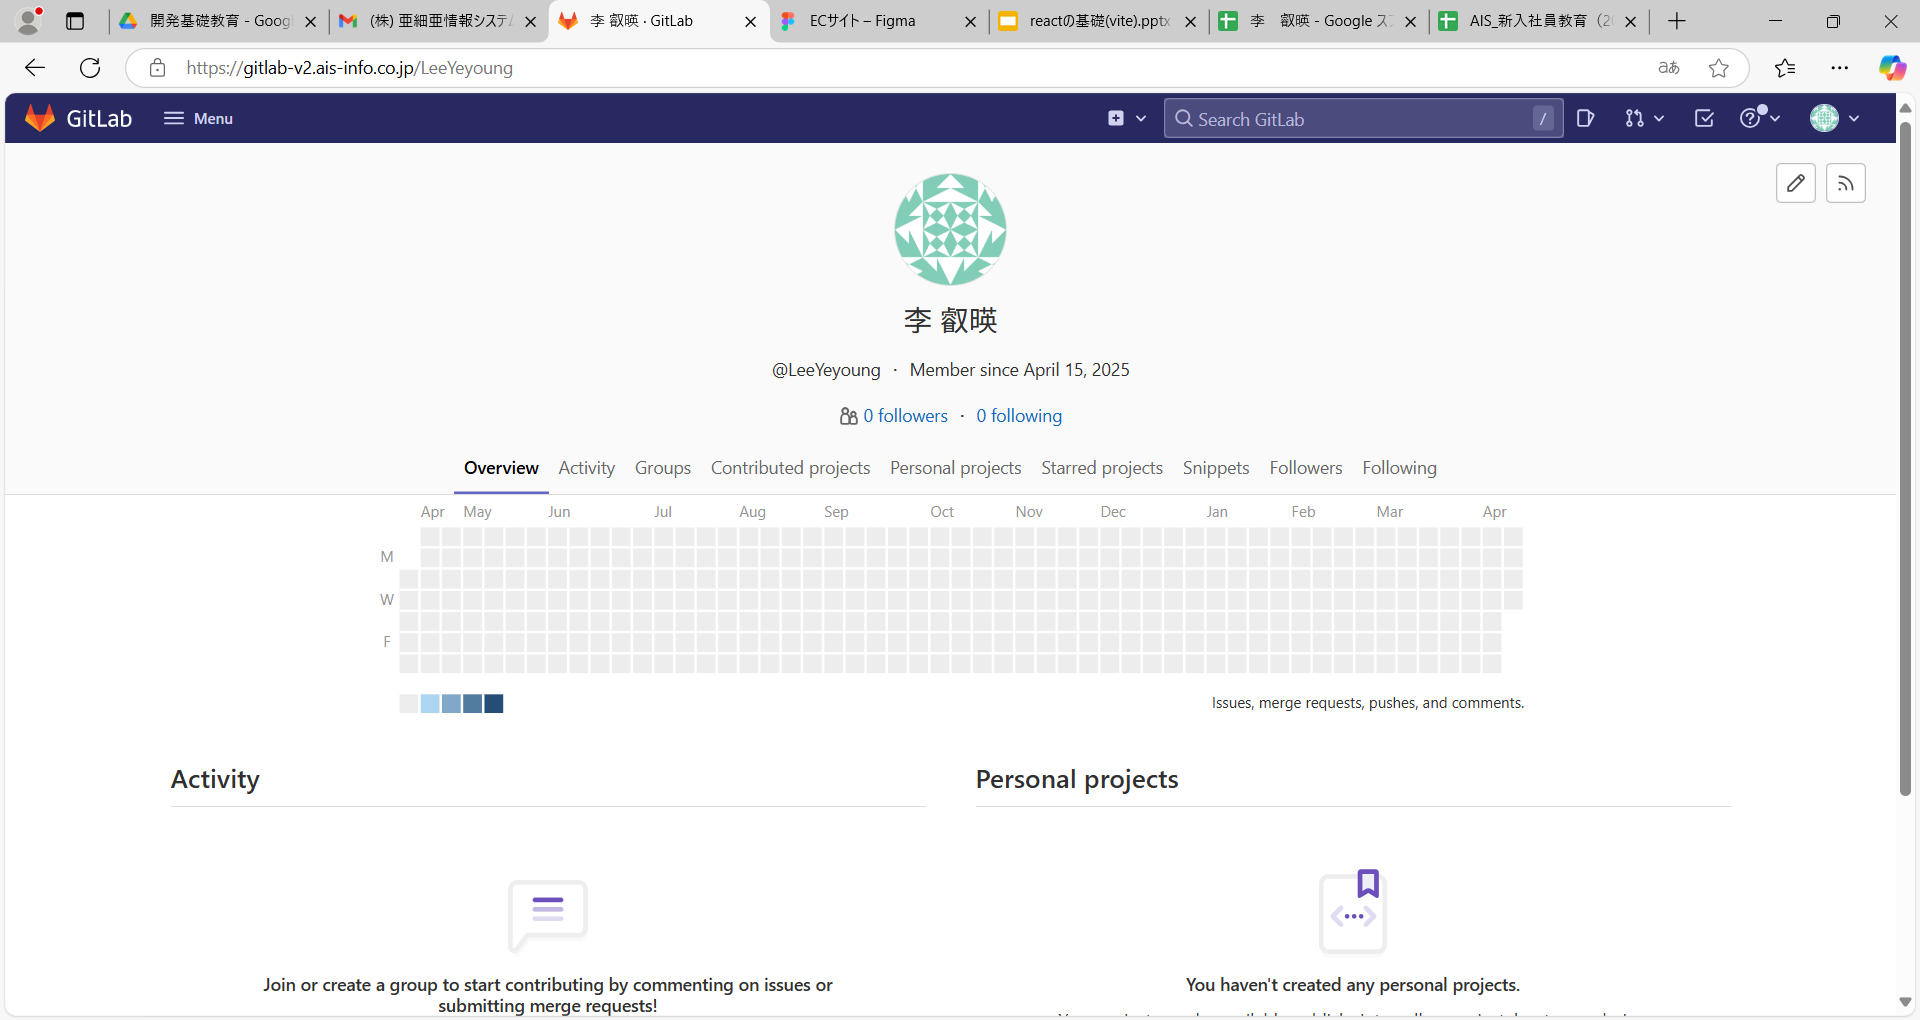 開発基礎教育 - Googl
(株) 亜細亜情報システム
李 叡暎 · GitLab
ECサイト – Figma
reactの基礎(vite).pptx
李　叡暎 - Google ス
AIS_新入社員教育（20
https://gitlab-v2.ais-info.co.jp/LeeYeyoung
aあ
GitLab
Menu
Search GitLab
/
李 叡暎
@LeeYeyoung · Member since April 15, 2025
0 followers · 0 following
Overview Activity Groups Contributed projects Personal projects Starred projects Snippets Followers Following
Apr May Jun Jul Aug Sep Oct Nov Dec Jan Feb Mar Apr
M
W
F
Issues, merge requests, pushes, and comments.
Activity
Personal projects
Join or create a group to start contributing by commenting on issues or
submitting merge requests!
You haven't created any personal projects.